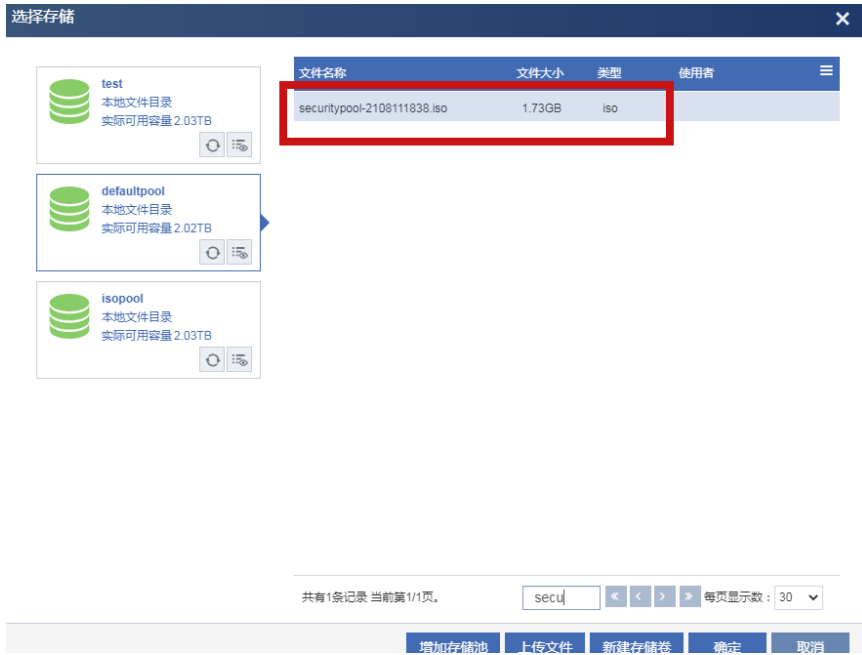 选择存储
test
本地文件目录
实际可用容量2.03TB
defaultpool
本地文件目录
实际可用容量2.02TB
isopool
本地文件目录
实际可用容量2.03TB
文件名称 文件大小 类型 使用者
securitypool-2108111838.iso 1.73GB iso
共有1条记录 当前第1/1页。 secu 每页显示数：30
增加存储池 上传文件 新建存储卷 确定 取消